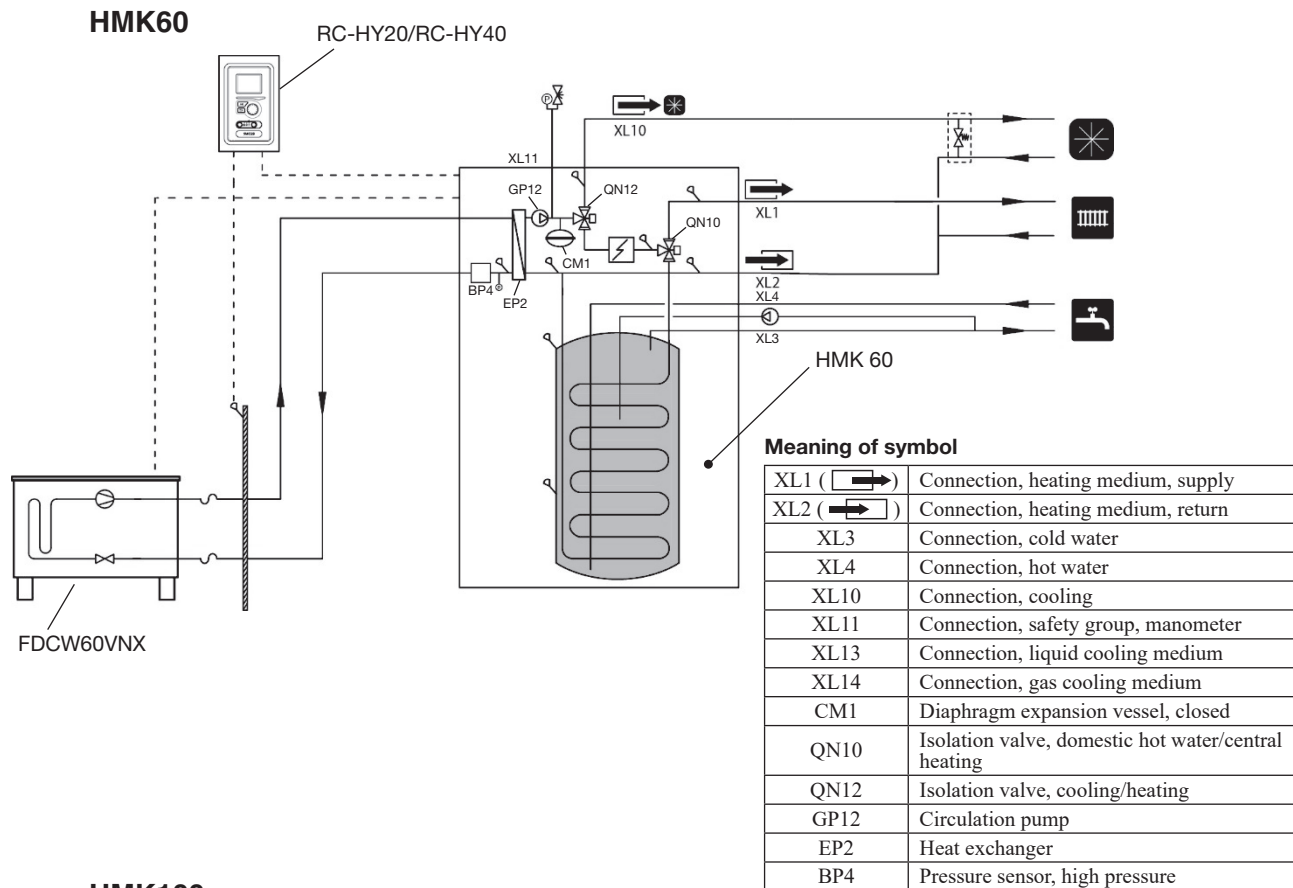 HMK60
RC-HY20/RC-HY40
P
XL10
XL11
GP12
QN12
XL1
QN10
CM1
XL2
BP4
EP2
XL4
XL3
HMK 60
Meaning of symbol
XL1 ( ) Connection, heating medium, supply
XL2 ( ) Connection, heating medium, return
XL3 Connection, cold water
XL4 Connection, hot water
XL10 Connection, cooling
XL11 Connection, safety group, manometer
XL13 Connection, liquid cooling medium
XL14 Connection, gas cooling medium
CM1 Diaphragm expansion vessel, closed
QN10 Isolation valve, domestic hot water/central
heating
QN12 Isolation valve, cooling/heating
GP12 Circulation pump
EP2 Heat exchanger
BP4 Pressure sensor, high pressure
FDCW60VNX